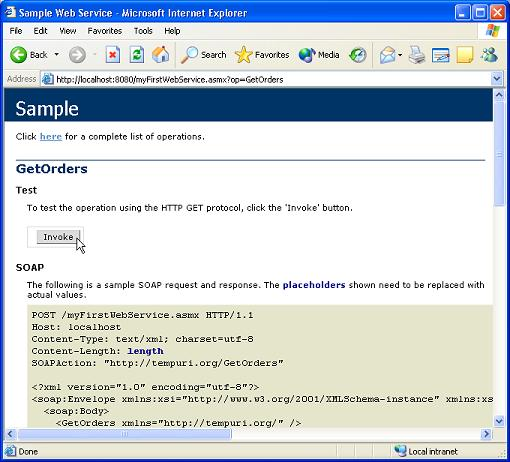 Sample Web Service - Microsoft Internet Explorer
File Edit View Favorites Tools Help
Back Search Favorites Media
Address http://localhost:8080/myFirstWebService.asmx?op=GetOrders
Sample
Click here for a complete list of operations.
GetOrders
Test
To test the operation using the HTTP GET protocol, click the 'Invoke' button.
Invoke
SOAP
The following is a sample SOAP request and response. The placeholders shown need to be replaced with
actual values.
POST /myFirstWebService.asmx HTTP/1.1
Host: localhost
Content-Type: text/xml; charset=utf-8
Content-Length: length
SOAPAction: "http://tempuri.org/GetOrders"
<?xml version="1.0" encoding="utf-8"?>
<soap:Envelope xmlns:xsi="http://www.w3.org/2001/XMLSchema-instance" xmlns:xs
<soap:Body>
<GetOrders xmlns="http://tempuri.org/" />
Done Local intranet